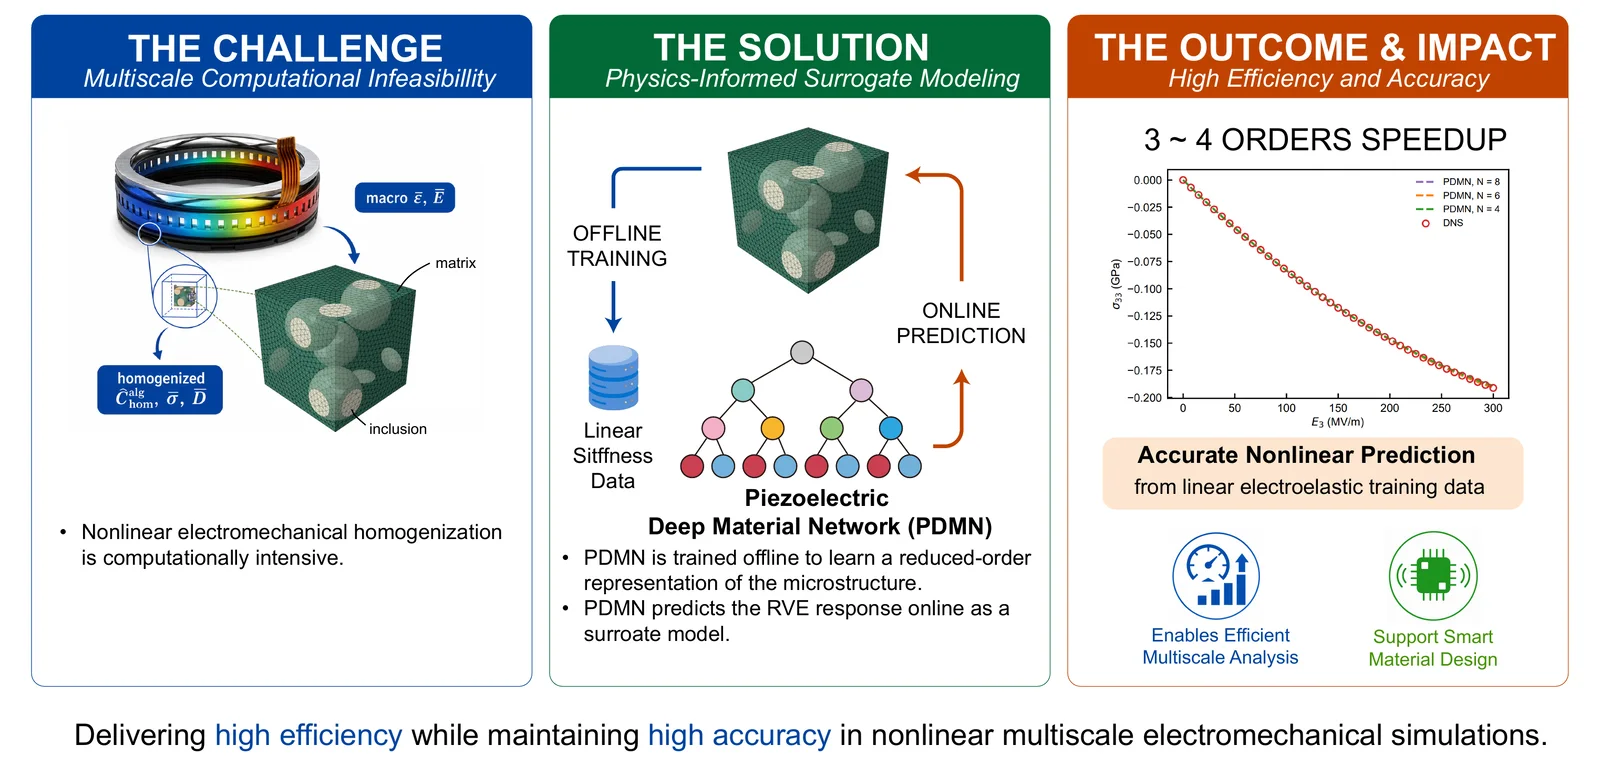 THE CHALLENGE
Multiscale Computational Infeasibillity
macro ε̄, Ē
matrix
homogenized
Ĉ^alg_hom, σ̄, D̄
inclusion
• Nonlinear electromechanical homogenization
is computationally intensive.
THE SOLUTION
Physics-Informed Surrogate Modeling
OFFLINE
TRAINING
ONLINE
PREDICTION
Linear
Sitffness
Data
Piezoelectric
Deep Material Network (PDMN)
• PDMN is trained offline to learn a reduced-order
representation of the microstructure.
• PDMN predicts the RVE response online as a
surroate model.
THE OUTCOME & IMPACT
High Efficiency and Accuracy
3 ~ 4 ORDERS SPEEDUP
PDMN, N = 8
PDMN, N = 6
PDMN, N = 4
DNS
0.000
−0.025
−0.050
−0.075
−0.100
−0.125
−0.150
−0.175
−0.200
σ33 (GPa)
0 50 100 150 200 250 300
E3 (MV/m)
Accurate Nonlinear Prediction
from linear electroelastic training data
Enables Efficient
Multiscale Analysis
Support Smart
Material Design
Delivering high efficiency while maintaining high accuracy in nonlinear multiscale electromechanical simulations.